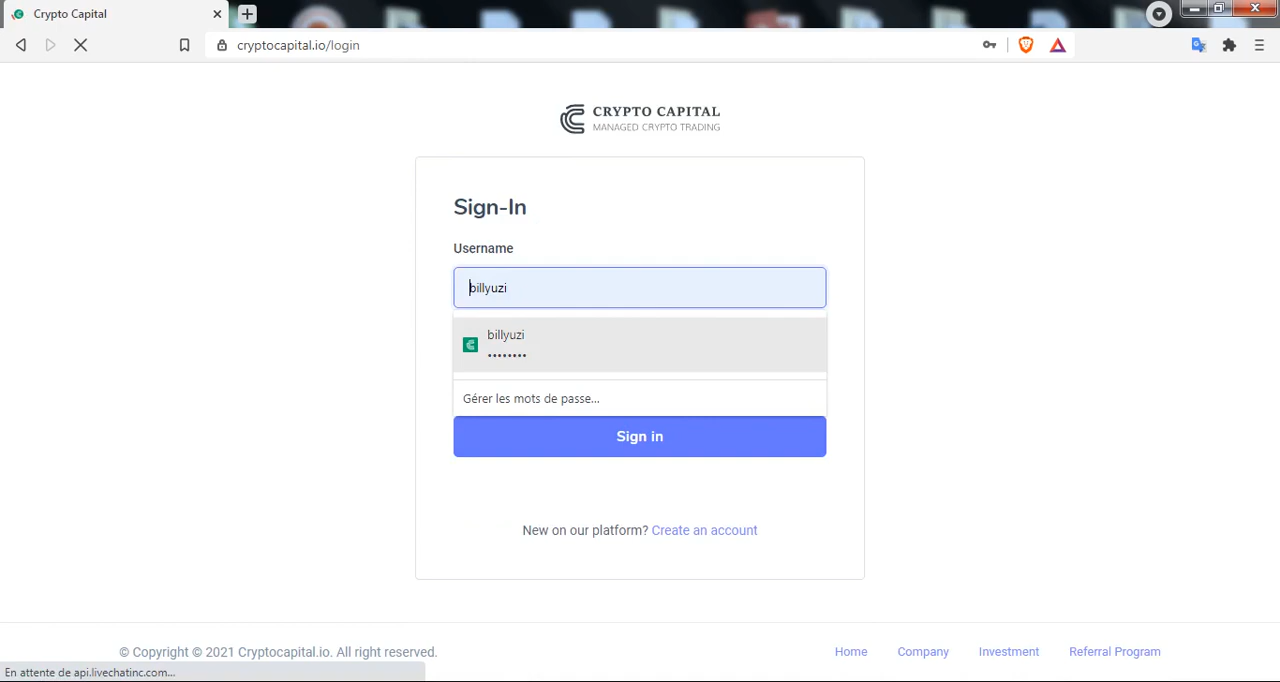 Crypto Capital
cryptocapital.io/login
CRYPTO CAPITAL
MANAGED CRYPTO TRADING
Sign-In
Username
billyuzi
billyuzi
••••••••
Gérer les mots de passe...
Sign in
New on our platform? Create an account
© Copyright © 2021 Cryptocapital.io. All right reserved.
Home Company Investment Referral Program
En attente de api.livechatinc.com...